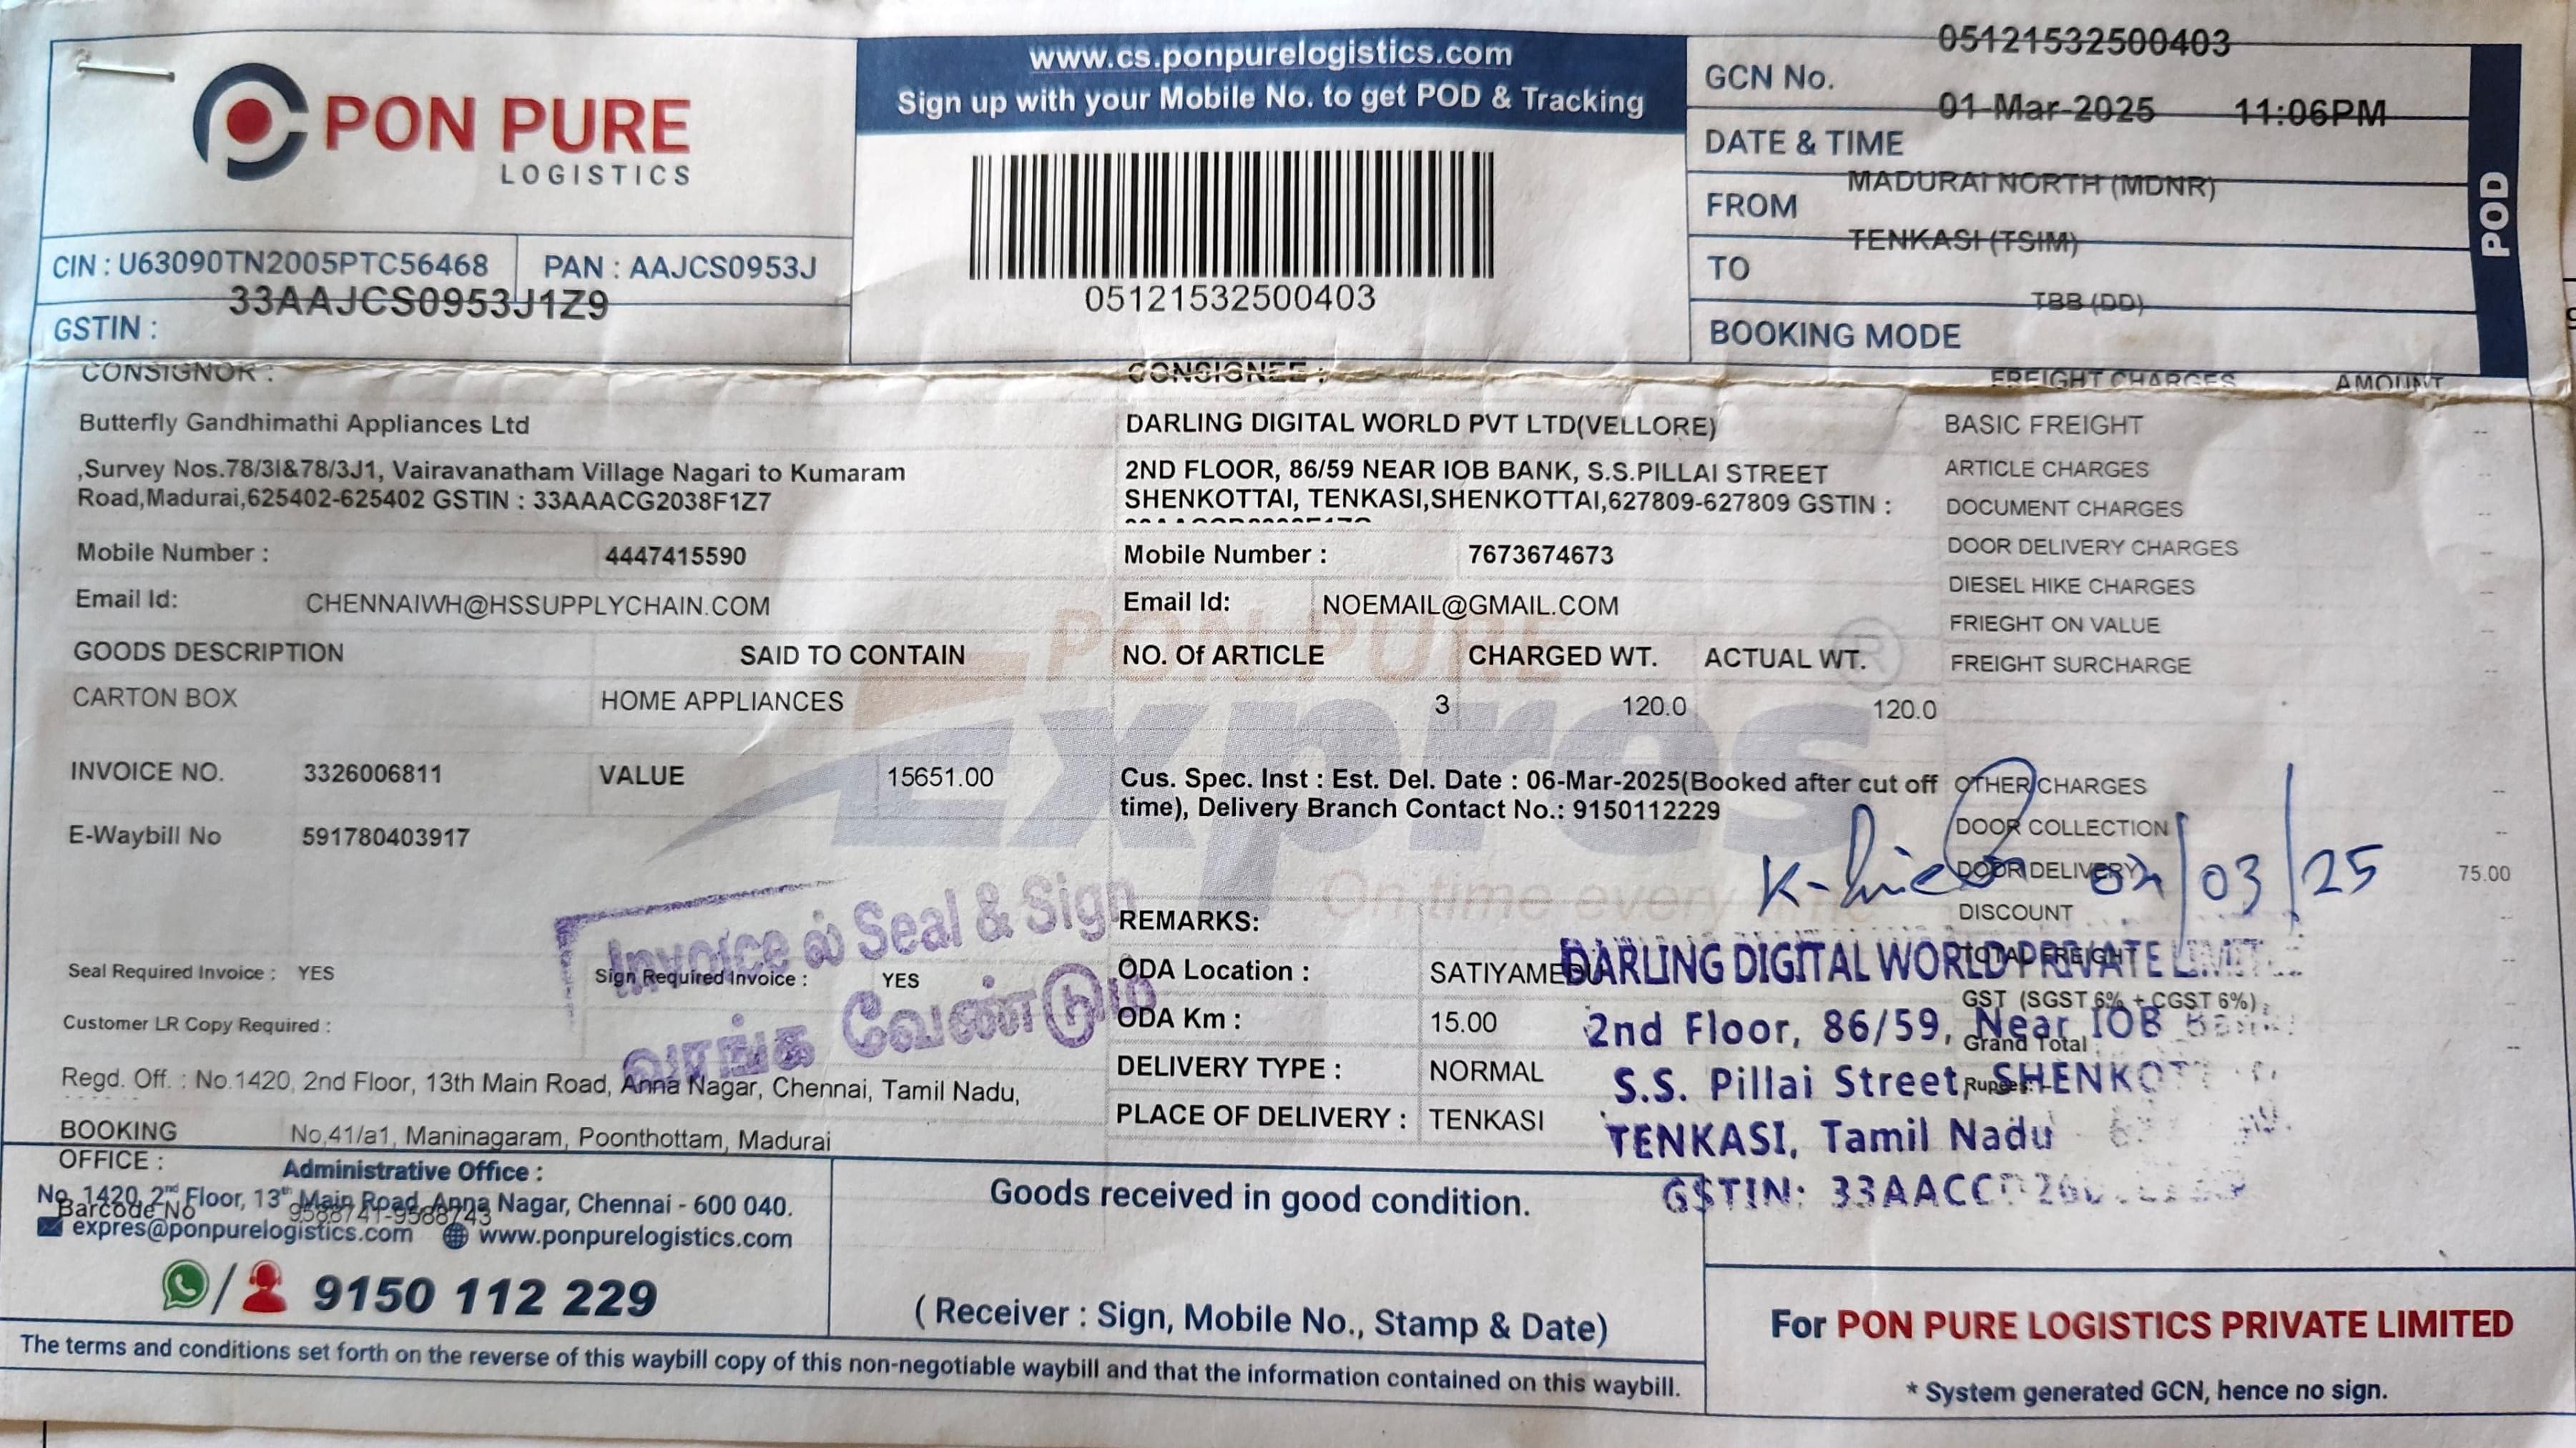 PON PURE
LOGISTICS
CIN : U63090TN2005PTC56468
PAN : AAJCS0953J
GSTIN :
33AAJCS0953J1Z9
www.cs.ponpurelogistics.com
Sign up with your Mobile No. to get POD & Tracking
05121532500403
GCN No. 05121532500403
DATE & TIME 01-Mar-2025 11:06PM
FROM MADURAI NORTH (MDNR)
TO TENKASI (TSIM)
BOOKING MODE TBB (DD)
POD
CONSIGNOR :
Butterfly Gandhimathi Appliances Ltd
,Survey Nos.78/3I&78/3J1, Vairavanatham Village Nagari to Kumaram
Road,Madurai,625402-625402 GSTIN : 33AAACG2038F1Z7
Mobile Number : 4447415590
Email Id: CHENNAIWH@HSSUPPLYCHAIN.COM
CONSIGNEE :
DARLING DIGITAL WORLD PVT LTD(VELLORE)
2ND FLOOR, 86/59 NEAR IOB BANK, S.S.PILLAI STREET
SHENKOTTAI, TENKASI,SHENKOTTAI,627809-627809 GSTIN :
Mobile Number : 7673674673
Email Id: NOEMAIL@GMAIL.COM
FREIGHT CHARGES AMOUNT
BASIC FREIGHT --
ARTICLE CHARGES --
DOCUMENT CHARGES --
DOOR DELIVERY CHARGES --
DIESEL HIKE CHARGES --
FRIEGHT ON VALUE --
FREIGHT SURCHARGE --
GOODS DESCRIPTION SAID TO CONTAIN NO. Of ARTICLE CHARGED WT. ACTUAL WT.
CARTON BOX HOME APPLIANCES 3 120.0 120.0
PON PURE
Expres ®
On time every
INVOICE NO. 3326006811 VALUE 15651.00
E-Waybill No 591780403917
Cus. Spec. Inst : Est. Del. Date : 06-Mar-2025(Booked after cut off
time), Delivery Branch Contact No.: 9150112229
OTHER CHARGES --
DOOR COLLECTION --
DOOR DELIVERY 75.00
DISCOUNT --
TOTAL FREIGHT --
GST (SGST 6% + CGST 6%) --
Grand Total --
Rupees: -
/03/25
Invoice ல் Seal & Sign
வாங்க வேண்டும்
Seal Required Invoice : YES
Sign Required Invoice : YES
Customer LR Copy Required :
Regd. Off. : No.1420, 2nd Floor, 13th Main Road, Anna Nagar, Chennai, Tamil Nadu,
REMARKS:
ODA Location :
ODA Km : 15.00
DELIVERY TYPE : NORMAL
PLACE OF DELIVERY : TENKASI
DARLING DIGITAL WORLD PRIVATE
2nd Floor, 86/59, Near IOB
S.S. Pillai Street,
TENKASI, Tamil Nadu
GSTIN:
BOOKING
OFFICE :
No,41/a1, Maninagaram, Poonthottam, Madurai
Administrative Office :
No. 1420, 2nd Floor, 13th Main Road, Anna Nagar, Chennai - 600 040.
Barcode No 9588741-9588743
expres@ponpurelogistics.com www.ponpurelogistics.com
/ 9150 112 229
Goods received in good condition.
( Receiver : Sign, Mobile No., Stamp & Date)
For PON PURE LOGISTICS PRIVATE LIMITED
* System generated GCN, hence no sign.
The terms and conditions set forth on the reverse of this waybill copy of this non-negotiable waybill and that the information contained on this waybill.